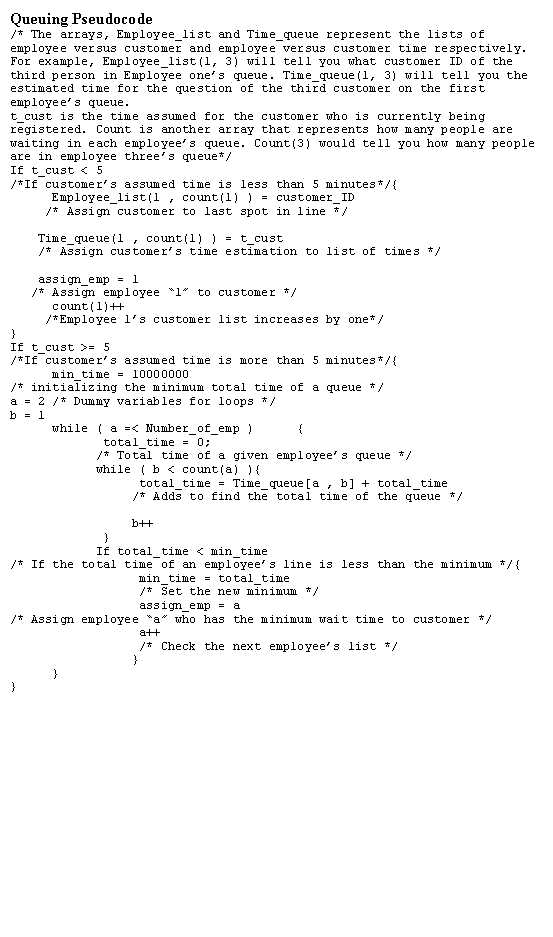 Queuing Pseudocode
/* The arrays, Employee_list and Time_queue represent the lists of
employee versus customer and employee versus customer time respectively.
For example, Employee_list(1, 3) will tell you what customer ID of the
third person in Employee one's queue. Time_queue(1, 3) will tell you the
estimated time for the question of the third customer on the first
employee's queue.
t_cust is the time assumed for the customer who is currently being
registered. Count is another array that represents how many people are
waiting in each employee's queue. Count(3) would tell you how many people
are in employee three's queue*/
If t_cust < 5
/*If customer's assumed time is less than 5 minutes*/{
Employee_list(1 , count(1) ) = customer_ID
/* Assign customer to last spot in line */
Time_queue(1 , count(1) ) = t_cust
/* Assign customer's time estimation to list of times */
assign_emp = 1
/* Assign employee "1" to customer */
count(1)++
/*Employee 1's customer list increases by one*/
}
If t_cust >= 5
/*If customer's assumed time is more than 5 minutes*/{
min_time = 10000000
/* initializing the minimum total time of a queue */
a = 2 /* Dummy variables for loops */
b = 1
while ( a =< Number_of_emp ) {
total_time = 0;
/* Total time of a given employee's queue */
while ( b < count(a) ){
total_time = Time_queue[a , b] + total_time
/* Adds to find the total time of the queue */
b++
}
If total_time < min_time
/* If the total time of an employee's line is less than the minimum */{
min_time = total_time
/* Set the new minimum */
assign_emp = a
/* Assign employee "a" who has the minimum wait time to customer */
a++
/* Check the next employee's list */
}
}
}